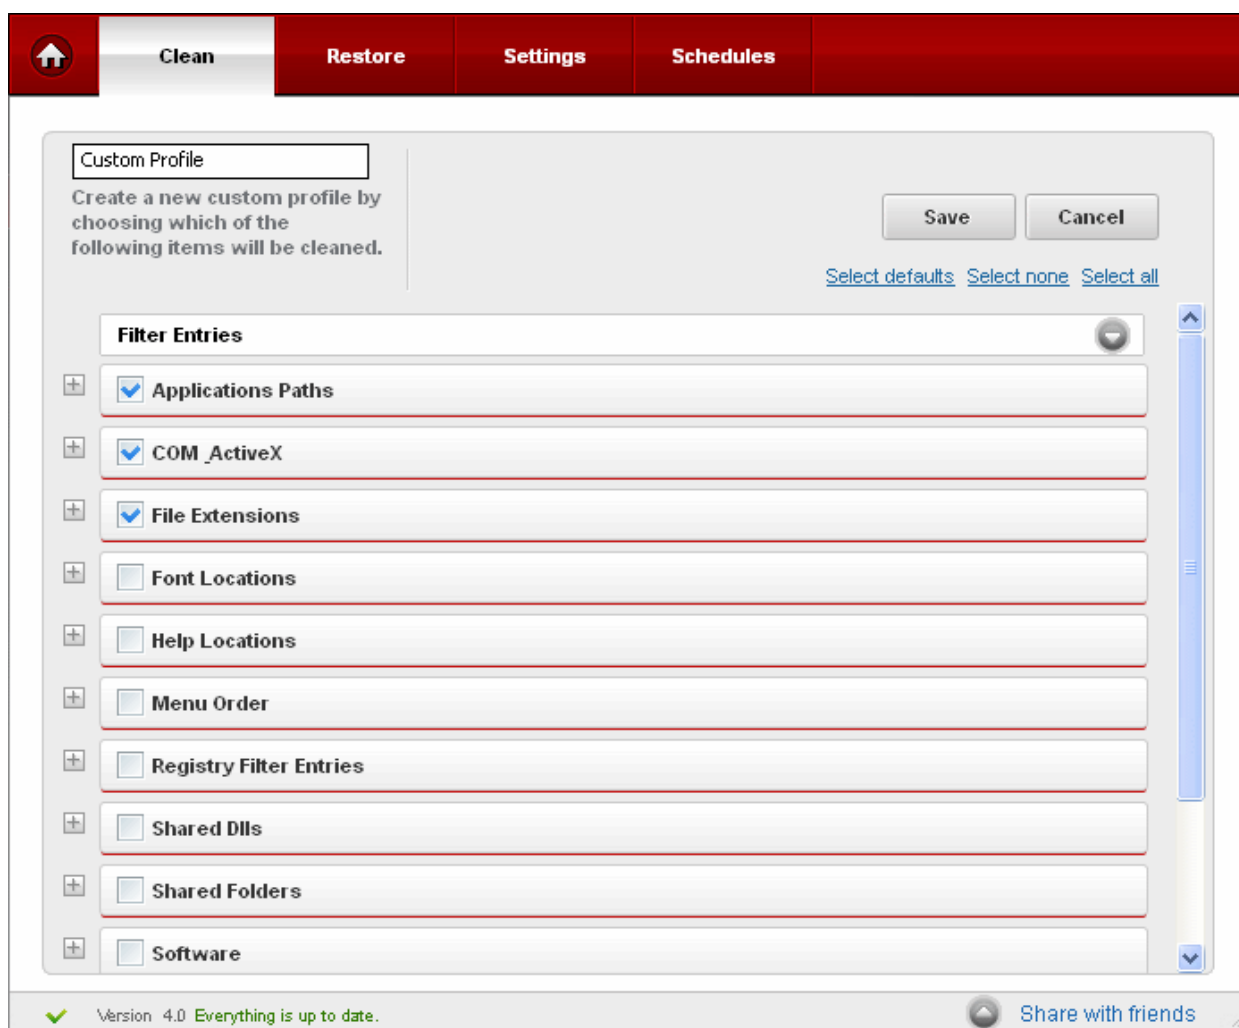 Clean Restore Settings Schedules
Custom Profile
Create a new custom profile by
choosing which of the
following items will be cleaned.
Save Cancel
Select defaults Select none Select all
Filter Entries
Applications Paths
COM_ActiveX
File Extensions
Font Locations
Help Locations
Menu Order
Registry Filter Entries
Shared Dlls
Shared Folders
Software
Version 4.0 Everything is up to date. Share with friends